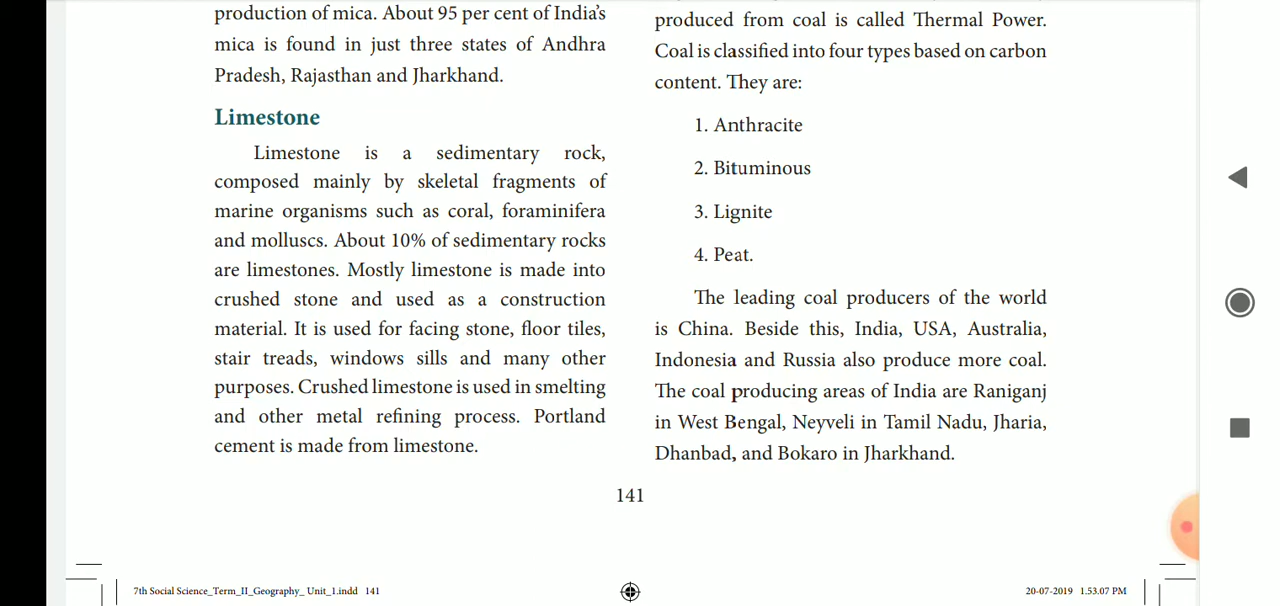 production of mica. About 95 per cent of India's
mica is found in just three states of Andhra
Pradesh, Rajasthan and Jharkhand.
Limestone
Limestone is a sedimentary rock,
composed mainly by skeletal fragments of
marine organisms such as coral, foraminifera
and molluscs. About 10% of sedimentary rocks
are limestones. Mostly limestone is made into
crushed stone and used as a construction
material. It is used for facing stone, floor tiles,
stair treads, windows sills and many other
purposes. Crushed limestone is used in smelting
and other metal refining process. Portland
cement is made from limestone.
produced from coal is called Thermal Power.
Coal is classified into four types based on carbon
content. They are:
1. Anthracite
2. Bituminous
3. Lignite
4. Peat.
The leading coal producers of the world
is China. Beside this, India, USA, Australia,
Indonesia and Russia also produce more coal.
The coal producing areas of India are Raniganj
in West Bengal, Neyveli in Tamil Nadu, Jharia,
Dhanbad, and Bokaro in Jharkhand.
141
7th Social Science_Term_II_Geography_ Unit_1.indd 141
20-07-2019 1.53.07 PM